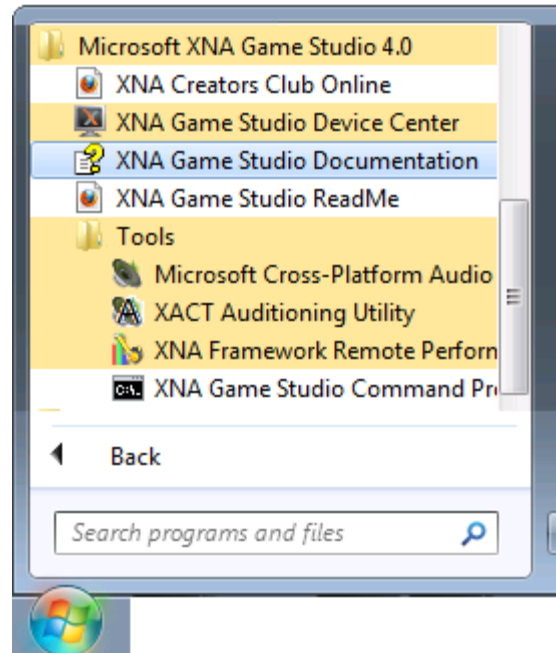 Microsoft XNA Game Studio 4.0
XNA Creators Club Online
XNA Game Studio Device Center
XNA Game Studio Documentation
XNA Game Studio ReadMe
Tools
Microsoft Cross-Platform Audio
XACT Auditioning Utility
XNA Framework Remote Perform
XNA Game Studio Command Pr
Back
Search programs and files